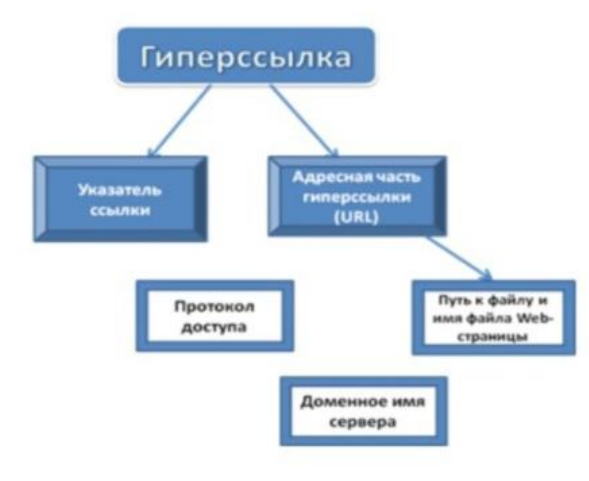 Гиперссылка
Указатель
ссылки
Адресная часть
гиперссылки
(URL)
Протокол
доступа
Путь к файлу и
имя файла Web-
страницы
Доменное имя
сервера